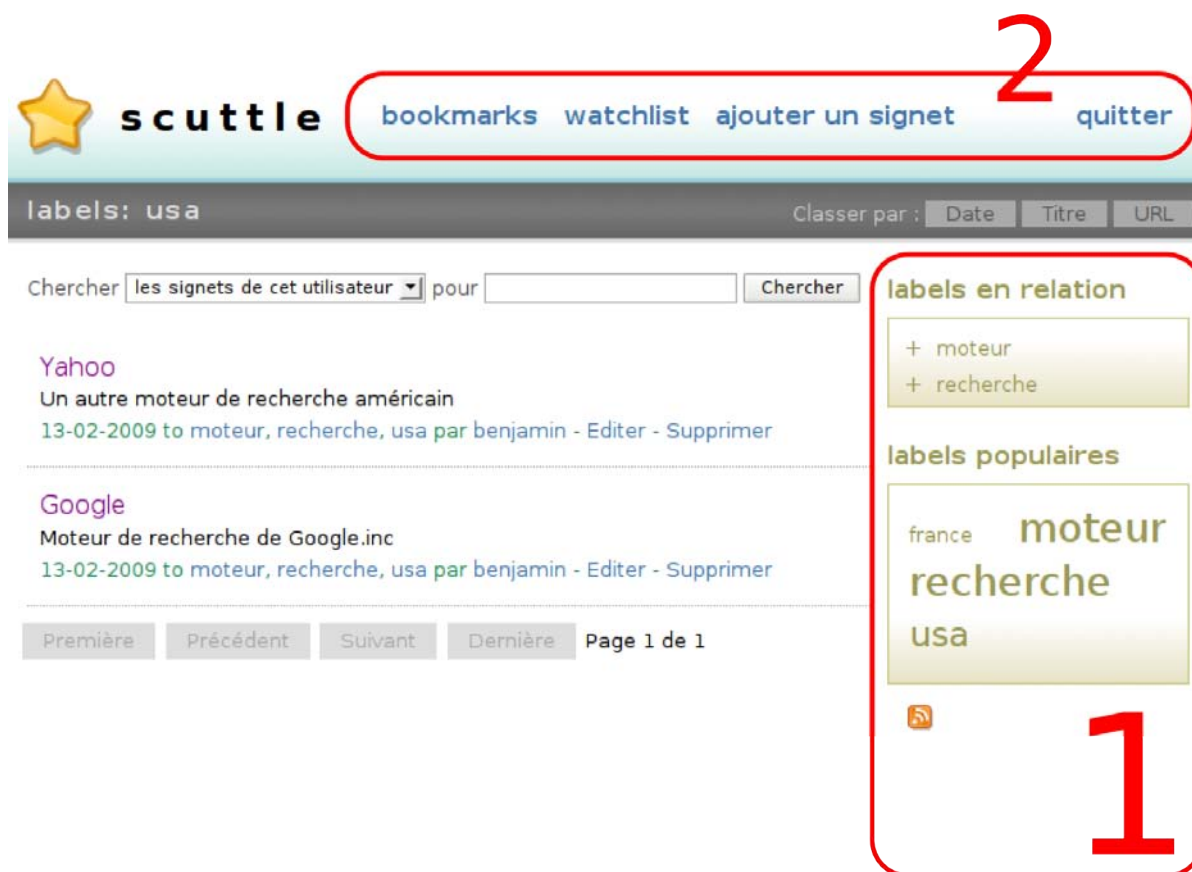 2
scuttle bookmarks watchlist ajouter un signet quitter
labels: usa Classer par : Date Titre URL
Chercher les signets de cet utilisateur pour Chercher
Yahoo
Un autre moteur de recherche américain
13-02-2009 to moteur, recherche, usa par benjamin - Editer - Supprimer
Google
Moteur de recherche de Google.inc
13-02-2009 to moteur, recherche, usa par benjamin - Editer - Supprimer
Première Précédent Suivant Dernière Page 1 de 1
labels en relation
+ moteur
+ recherche
labels populaires
france moteur
recherche
usa
1